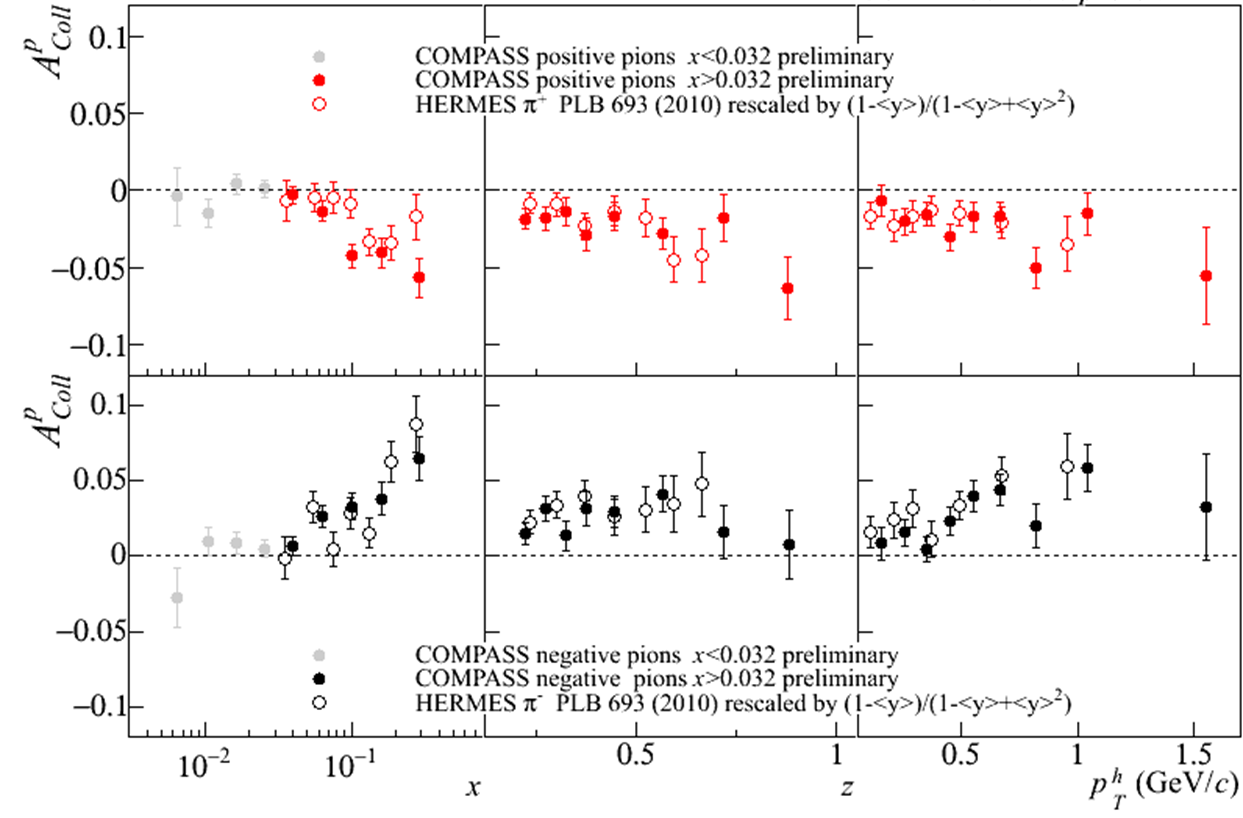 A^p_Coll
0.1
0.05
0
−0.05
−0.1
COMPASS positive pions x<0.032 preliminary
COMPASS positive pions x>0.032 preliminary
HERMES π⁺ PLB 693 (2010) rescaled by (1-<y>)/(1-<y>+<y>²)
A^p_Coll
0.1
0.05
0
−0.05
−0.1
COMPASS negative pions x<0.032 preliminary
COMPASS negative pions x>0.032 preliminary
HERMES π⁻ PLB 693 (2010) rescaled by (1-<y>)/(1-<y>+<y>²)
10⁻² 10⁻¹ 0.5 1 0.5 1 1.5
x z p^h_T (GeV/c)